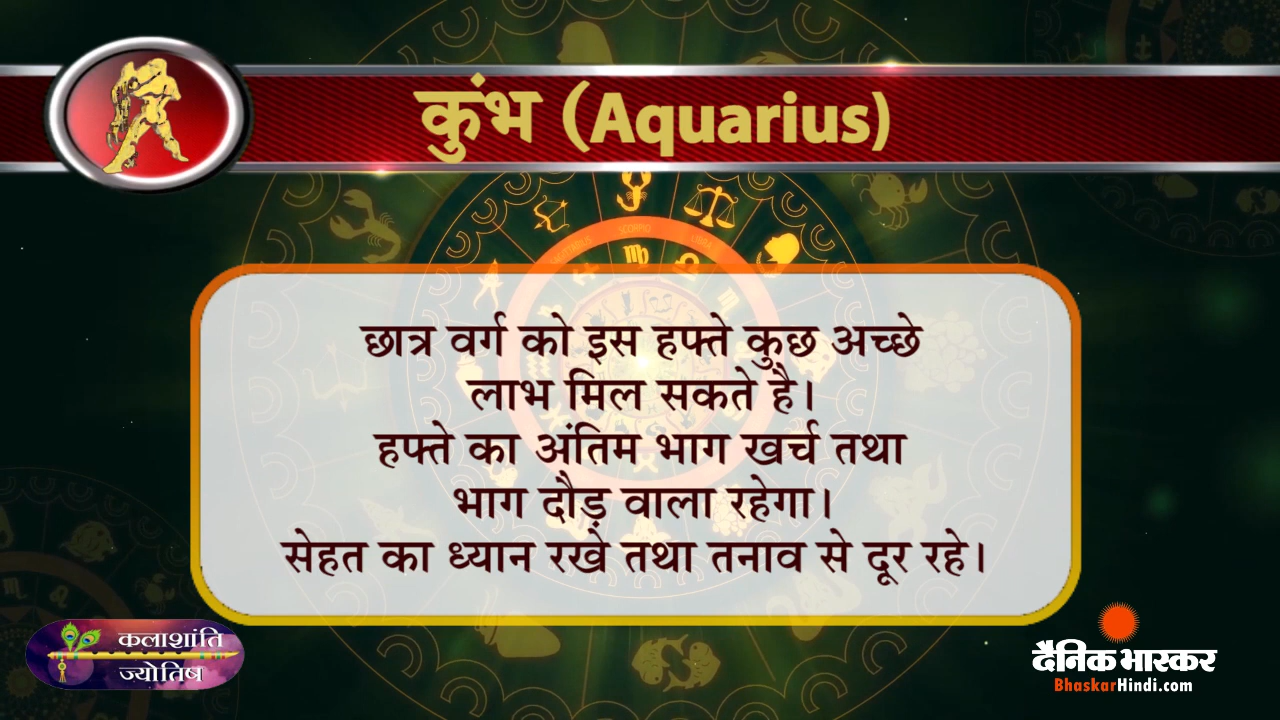 कुंभ (Aquarius)
SCORPIO
छात्र वर्ग को इस हफ्ते कुछ अच्छे
लाभ मिल सकते है।
हफ्ते का अंतिम भाग खर्च तथा
भाग दौड़ वाला रहेगा।
सेहत का ध्यान रखे तथा तनाव से दूर रहे।
कलाशांति
ज्योतिष
दैनिक भास्कर
BhaskarHindi.com